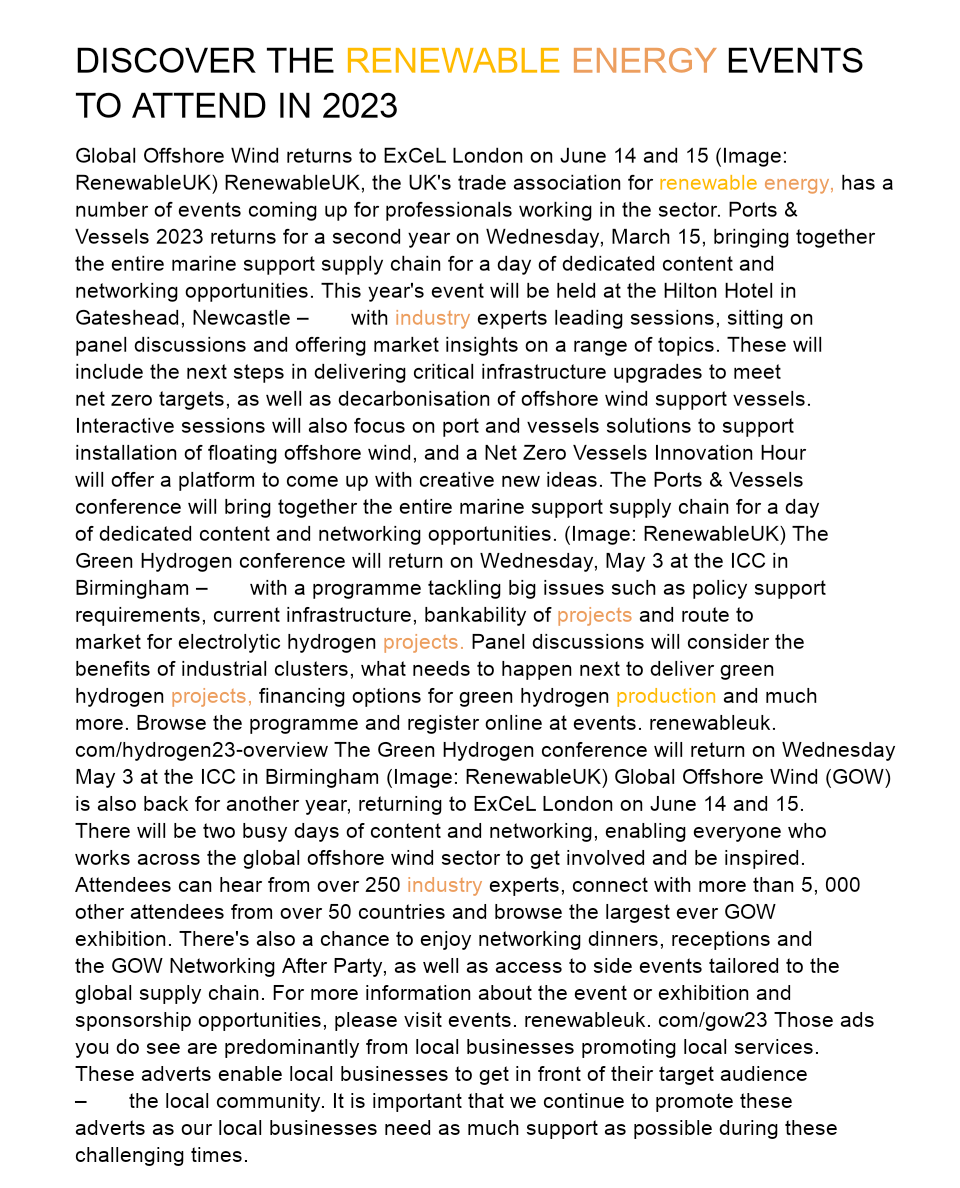 DISCOVER THE RENEWABLE ENERGY EVENTS
TO ATTEND IN 2023
Global Offshore Wind returns to ExCeL London on June 14 and 15 (Image:
RenewableUK) RenewableUK, the UK's trade association for renewable energy, has a
number of events coming up for professionals working in the sector. Ports &
Vessels 2023 returns for a second year on Wednesday, March 15, bringing together
the entire marine support supply chain for a day of dedicated content and
networking opportunities. This year's event will be held at the Hilton Hotel in
Gateshead, Newcastle – with industry experts leading sessions, sitting on
panel discussions and offering market insights on a range of topics. These will
include the next steps in delivering critical infrastructure upgrades to meet
net zero targets, as well as decarbonisation of offshore wind support vessels.
Interactive sessions will also focus on port and vessels solutions to support
installation of floating offshore wind, and a Net Zero Vessels Innovation Hour
will offer a platform to come up with creative new ideas. The Ports & Vessels
conference will bring together the entire marine support supply chain for a day
of dedicated content and networking opportunities. (Image: RenewableUK) The
Green Hydrogen conference will return on Wednesday, May 3 at the ICC in
Birmingham – with a programme tackling big issues such as policy support
requirements, current infrastructure, bankability of projects and route to
market for electrolytic hydrogen projects. Panel discussions will consider the
benefits of industrial clusters, what needs to happen next to deliver green
hydrogen projects, financing options for green hydrogen production and much
more. Browse the programme and register online at events. renewableuk.
com/hydrogen23-overview The Green Hydrogen conference will return on Wednesday
May 3 at the ICC in Birmingham (Image: RenewableUK) Global Offshore Wind (GOW)
is also back for another year, returning to ExCeL London on June 14 and 15.
There will be two busy days of content and networking, enabling everyone who
works across the global offshore wind sector to get involved and be inspired.
Attendees can hear from over 250 industry experts, connect with more than 5, 000
other attendees from over 50 countries and browse the largest ever GOW
exhibition. There's also a chance to enjoy networking dinners, receptions and
the GOW Networking After Party, as well as access to side events tailored to the
global supply chain. For more information about the event or exhibition and
sponsorship opportunities, please visit events. renewableuk. com/gow23 Those ads
you do see are predominantly from local businesses promoting local services.
These adverts enable local businesses to get in front of their target audience
– the local community. It is important that we continue to promote these
adverts as our local businesses need as much support as possible during these
challenging times.